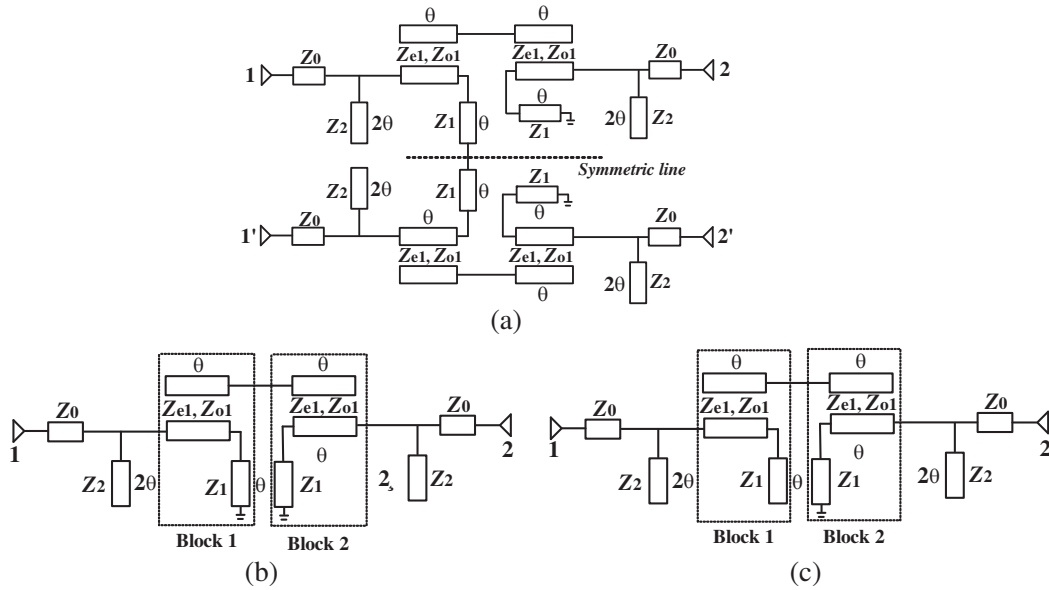 θ θ
Ze1, Zo1 Ze1, Zo1
1 Z0 Z0 2
θ
Z2 2θ Z1 θ Z1 2θ Z2
Symmetric line
Z2 2θ Z1 θ Z1
1' Z0 θ θ Z0 2'
Ze1, Zo1 Ze1, Zo1
2θ Z2
θ
(a)
θ θ
Z0 Ze1, Zo1 Ze1, Zo1 Z0
1 2
θ
Z2 2θ Z1 θ Z1 2 Z2
Block 1 Block 2
(b)
θ θ
Z0 Ze1, Zo1 Ze1, Zo1 Z0
1 2
θ
Z2 2θ Z1 θ Z1 2θ Z2
Block 1 Block 2
(c)